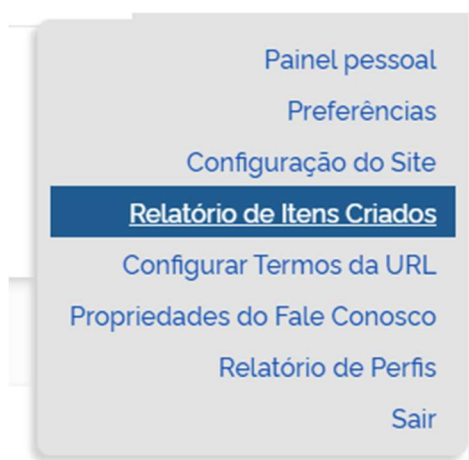 Painel pessoal
Preferências
Configuração do Site
Relatório de Itens Criados
Configurar Termos da URL
Propriedades do Fale Conosco
Relatório de Perfis
Sair